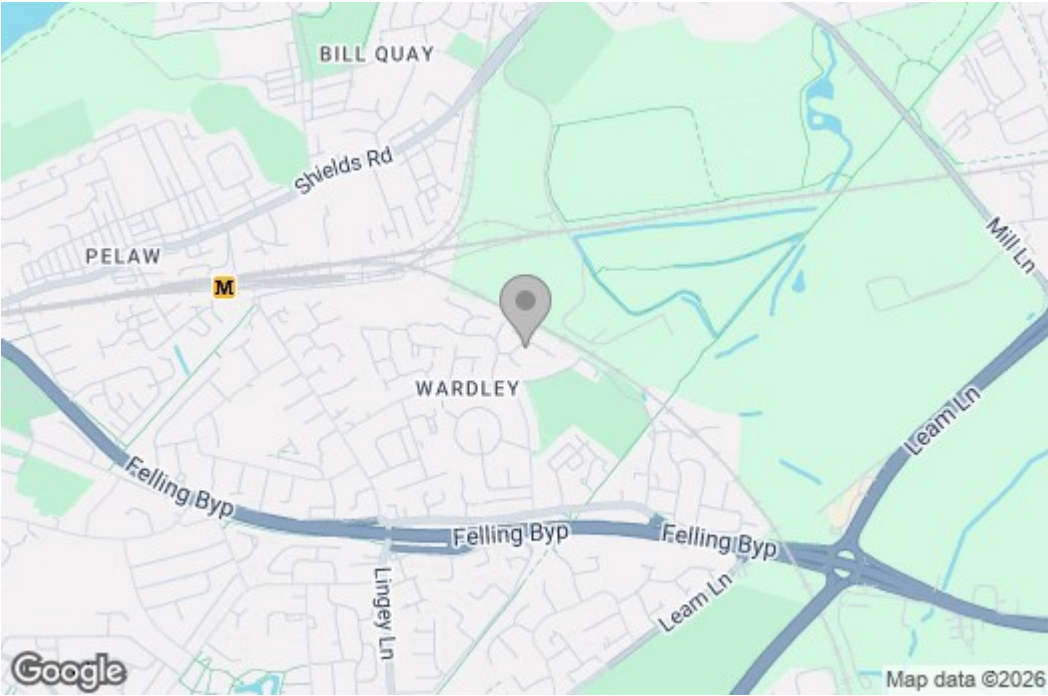 BILL QUAY
Shields Rd
PELAW
M
Mill Ln
WARDLEY
Leam Ln
Felling Byp
Felling Byp
Felling Byp
Leam Ln
Lingey Ln
Google
Map data ©2026